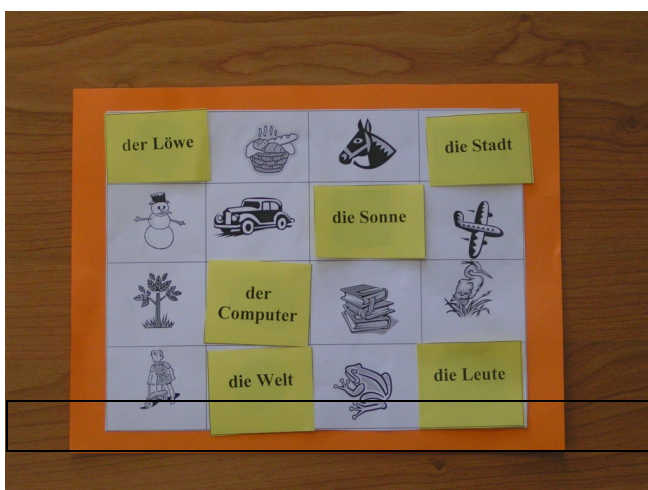 der Löwe
die Stadt
die Sonne
der
Computer
die Welt
die Leute